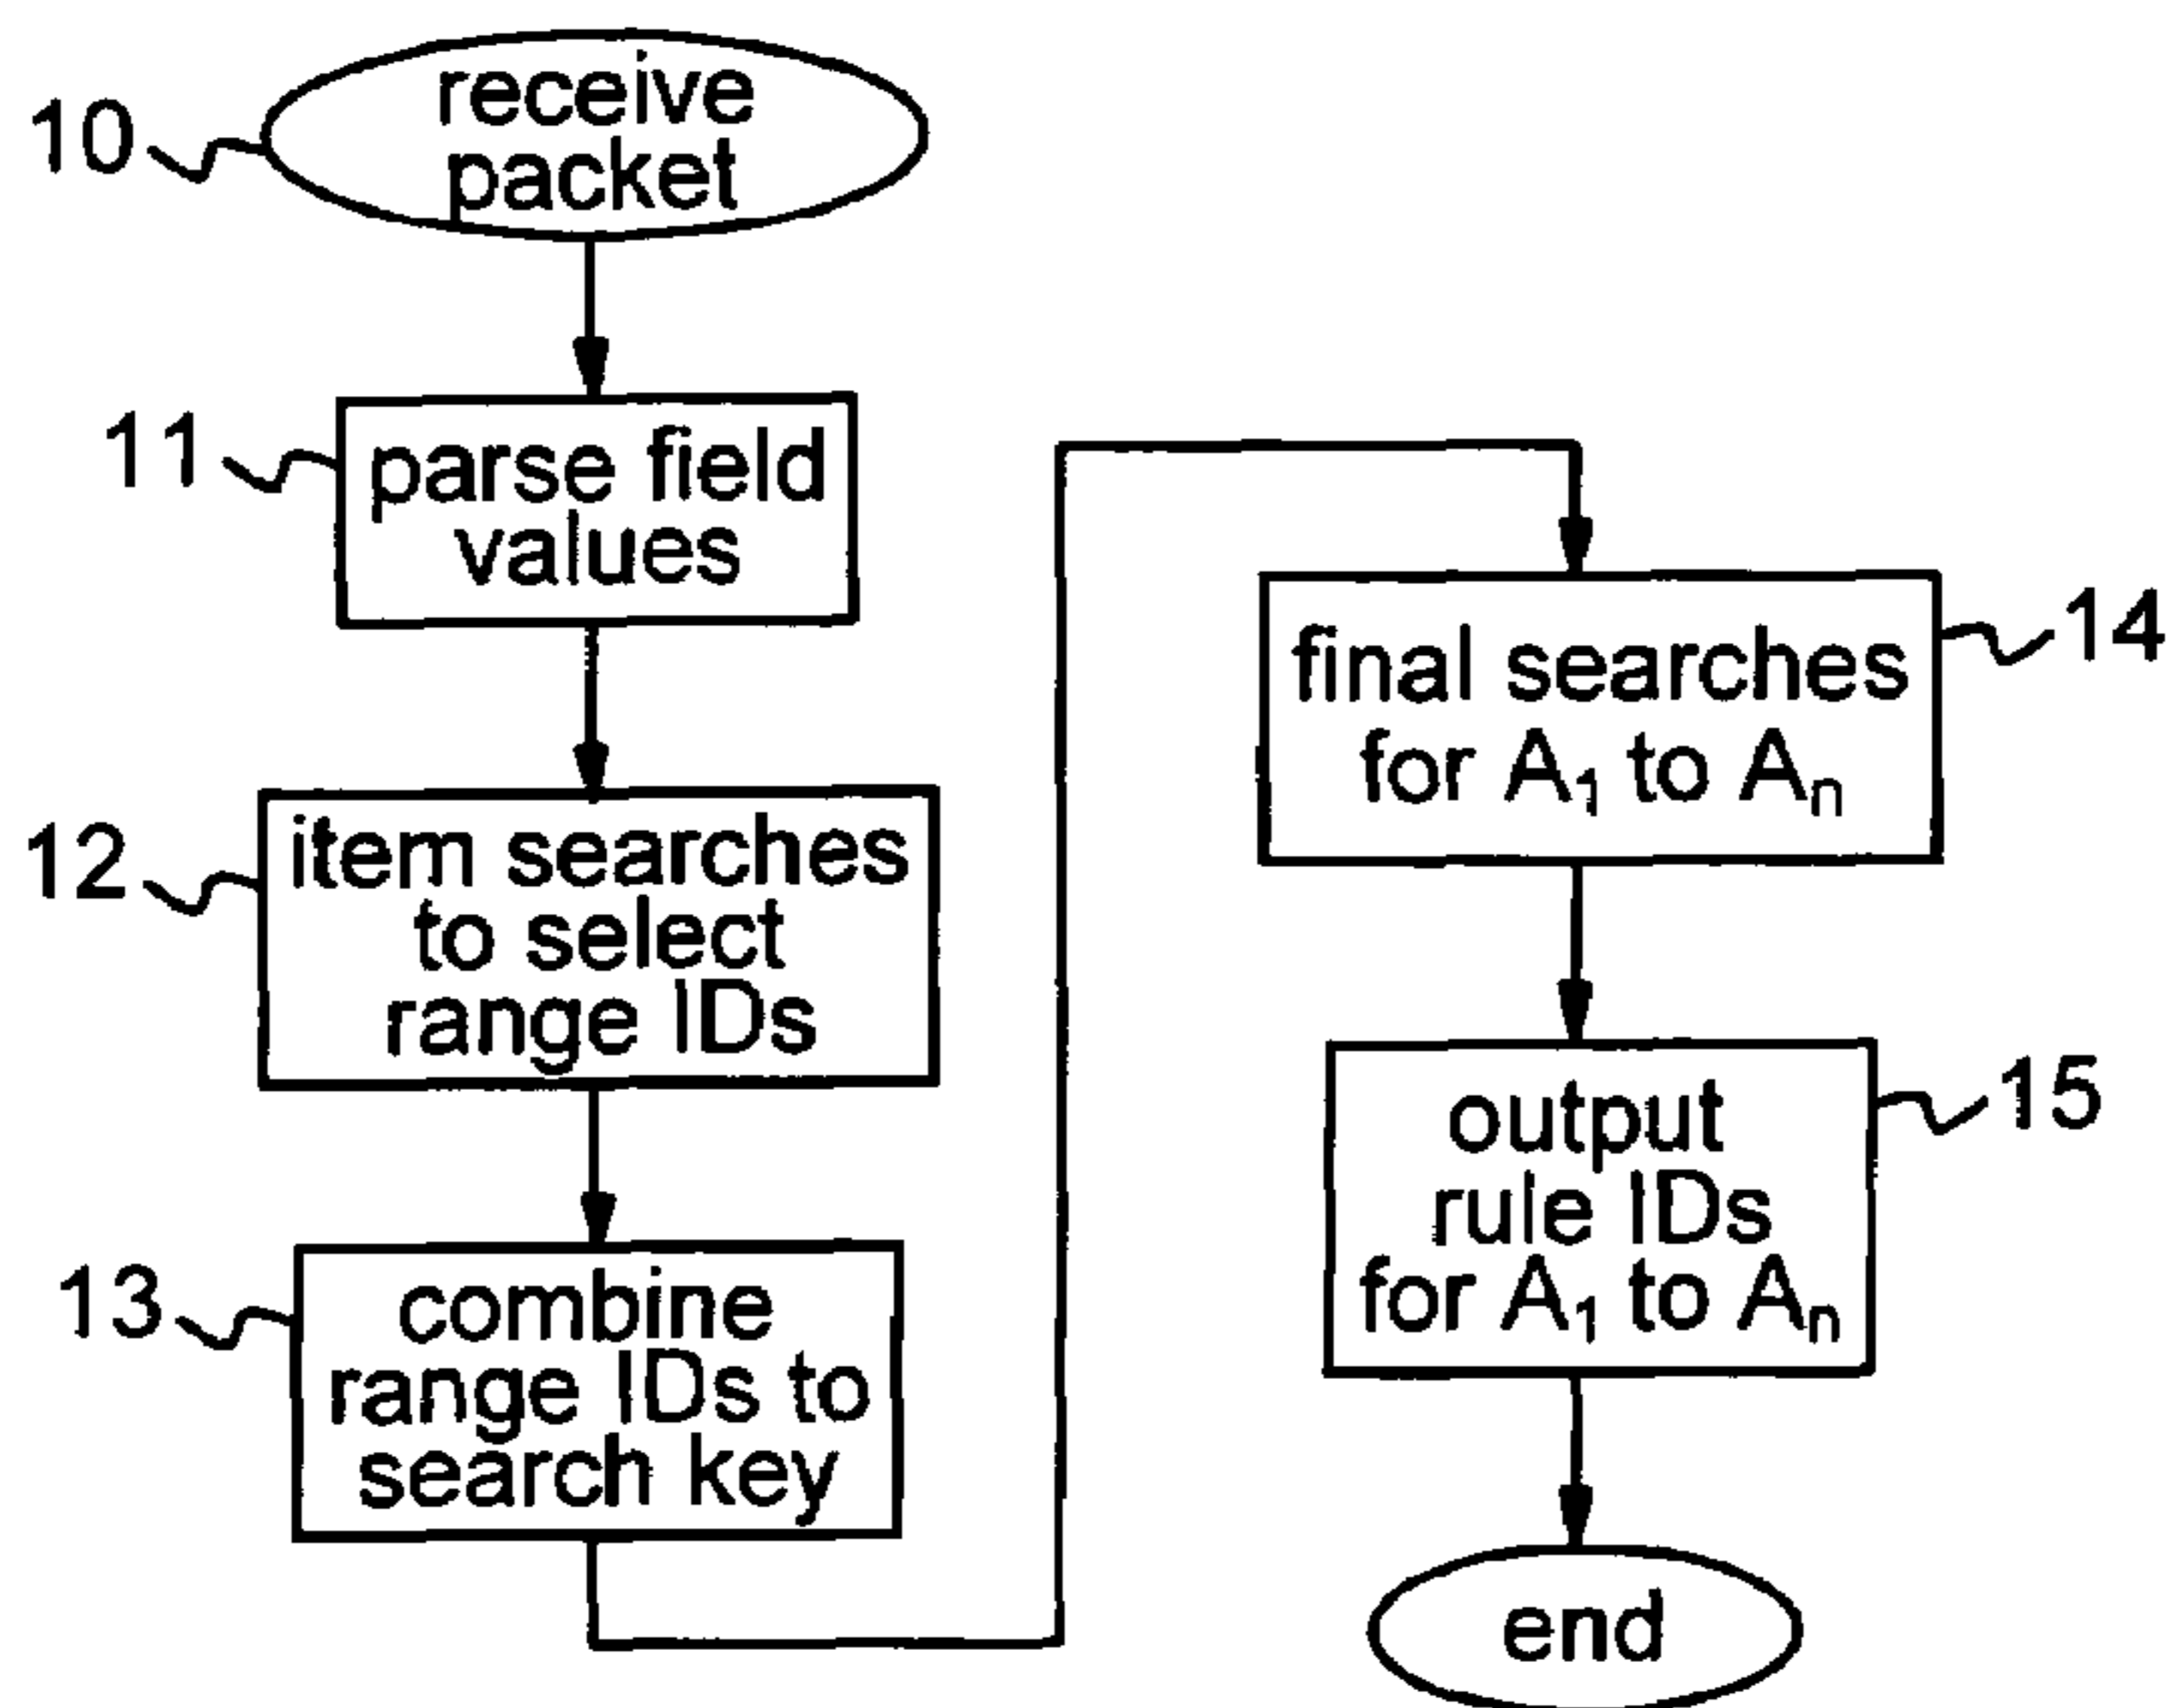 10
receive
packet
11
parse field
values
12
item searches
to select
range IDs
13
combine
range IDs to
search key
14
final searches
for A₁ to Aₙ
15
output
rule IDs
for A₁ to Aₙ
end